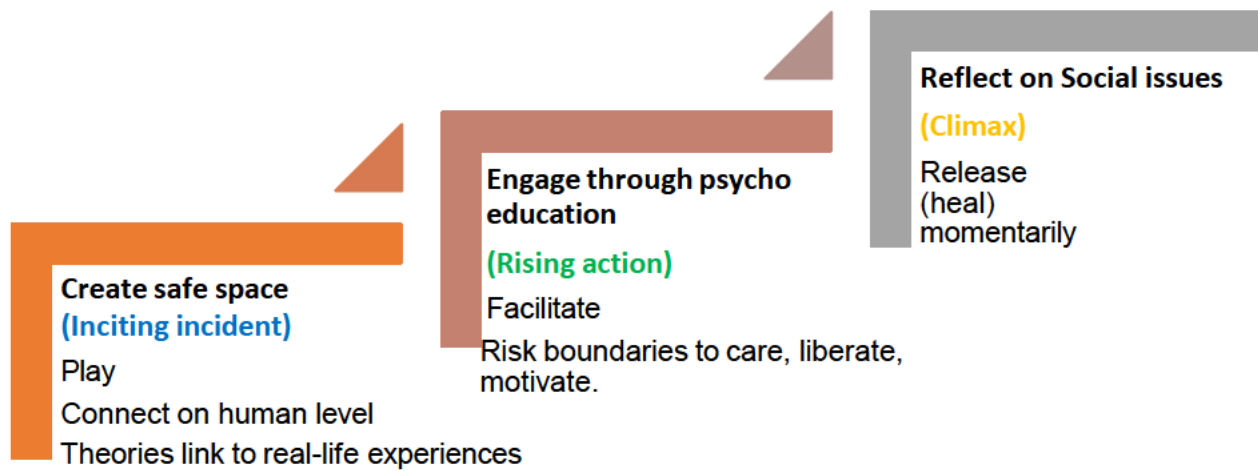 Create safe space
(Inciting incident)
Play
Connect on human level
Theories link to real-life experiences
Engage through psycho
education
(Rising action)
Facilitate
Risk boundaries to care, liberate,
motivate.
Reflect on Social issues
(Climax)
Release
(heal)
momentarily